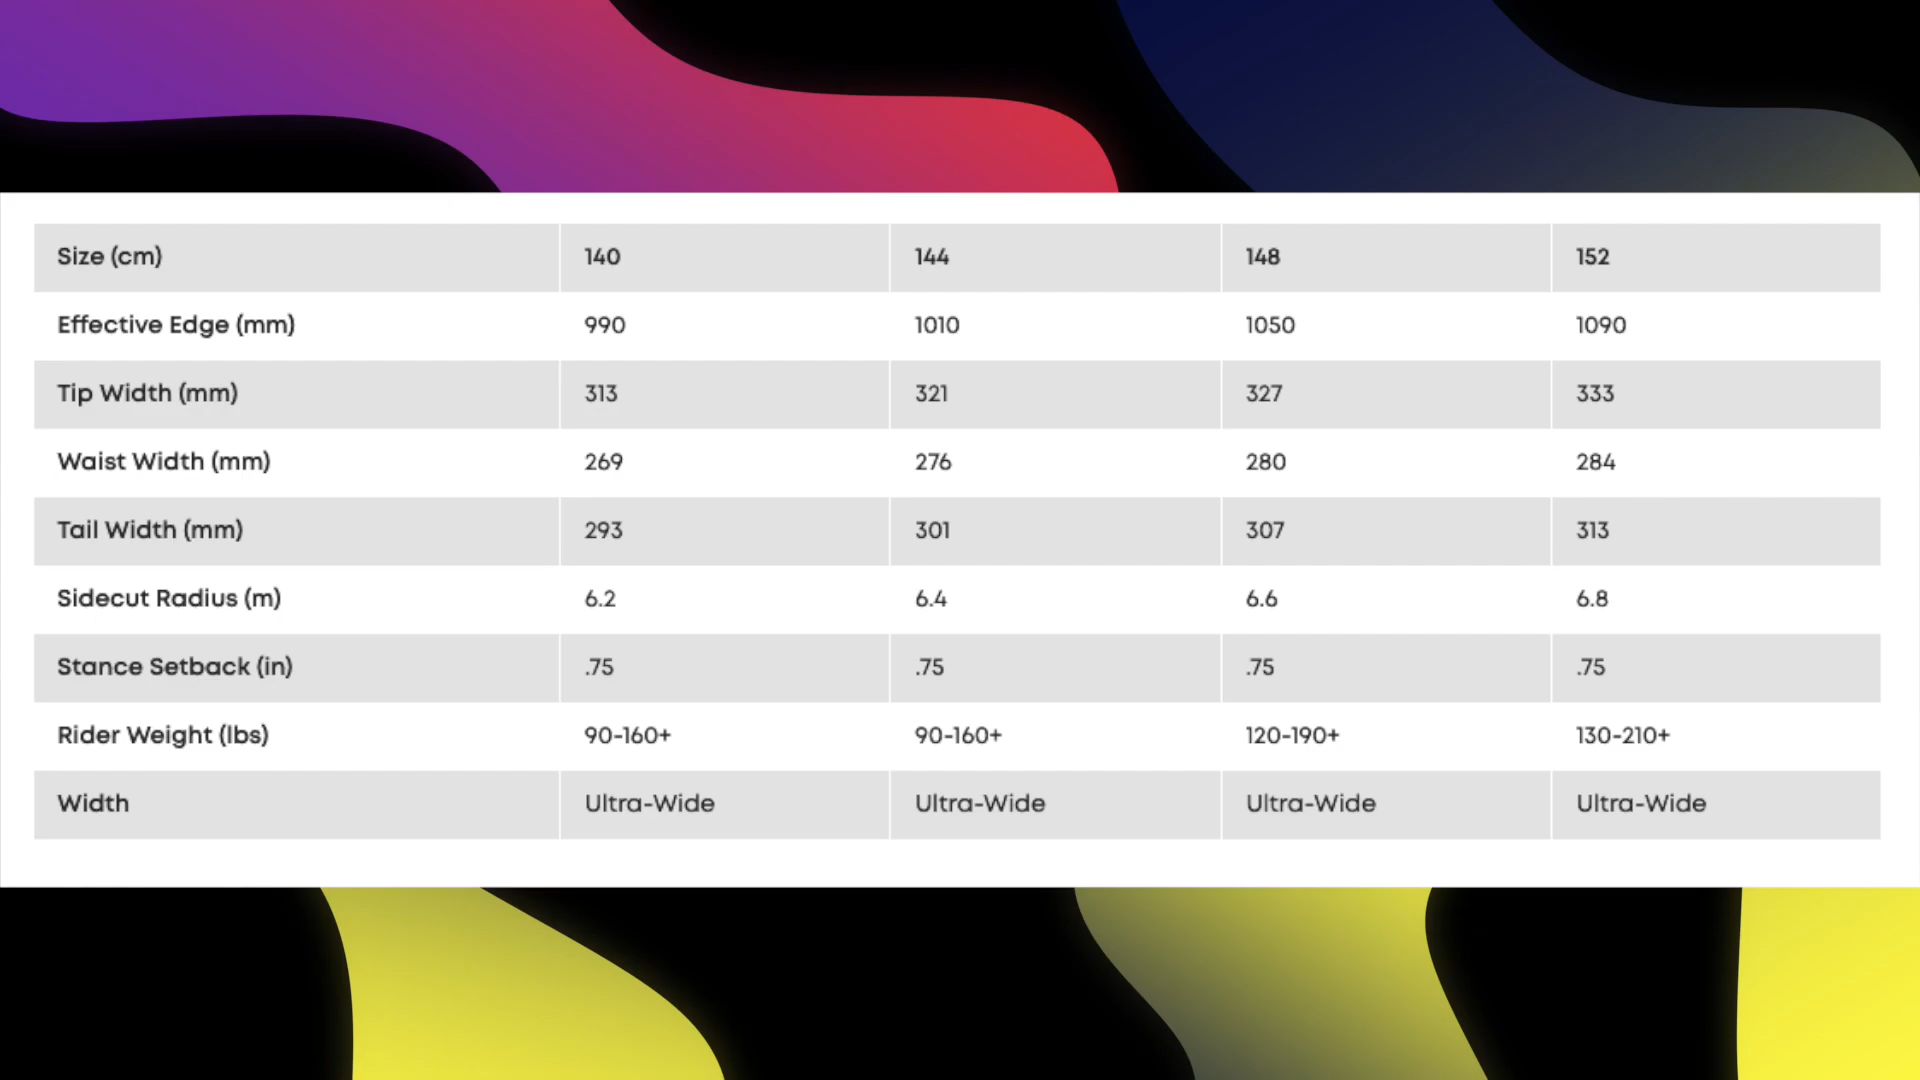 Size (cm) 140 144 148 152
Effective Edge (mm) 990 1010 1050 1090
Tip Width (mm) 313 321 327 333
Waist Width (mm) 269 276 280 284
Tail Width (mm) 293 301 307 313
Sidecut Radius (m) 6.2 6.4 6.6 6.8
Stance Setback (in) .75 .75 .75 .75
Rider Weight (lbs) 90-160+ 90-160+ 120-190+ 130-210+
Width Ultra-Wide Ultra-Wide Ultra-Wide Ultra-Wide